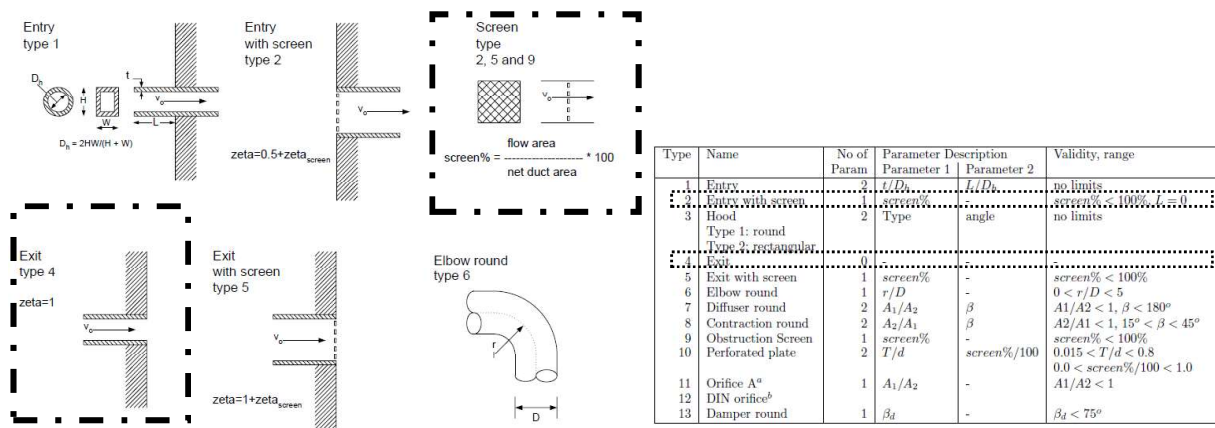 Entry
type 1
t
D_h
H
W
v_o
L
D_h = 2HW/(H + W)
Entry
with screen
type 2
v_o
zeta=0.5+zeta_screen
Screen
type
2, 5 and 9
v_o
flow area
screen% = -------------------- * 100
net duct area
Exit
type 4
zeta=1
v_o
Exit
with screen
type 5
v_o
zeta=1+zeta_screen
Elbow round
type 6
r
D
Type Name No of Parameter Description Validity, range
Param Parameter 1 Parameter 2
1 Entry 2 t/D_h L/D_h no limits
2 Entry with screen 1 screen% - screen% < 100%, L = 0
3 Hood 2 Type angle no limits
Type 1: round
Type 2: rectangular
4 Exit 0 - - -
5 Exit with screen 1 screen% - screen% < 100%
6 Elbow round 1 r/D - 0 < r/D < 5
7 Diffuser round 2 A₁/A₂ β A1/A2 < 1, β < 180°
8 Contraction round 2 A₂/A₁ β A2/A1 < 1, 15° < β < 45°
9 Obstruction Screen 1 screen% - screen% < 100%
10 Perforated plate 2 T/d screen%/100 0.015 < T/d < 0.8
0.0 < screen%/100 < 1.0
11 Orifice Aᵃ 1 A₁/A₂ - A1/A2 < 1
12 DIN orificeᵇ
13 Damper round 1 β_d - β_d < 75°